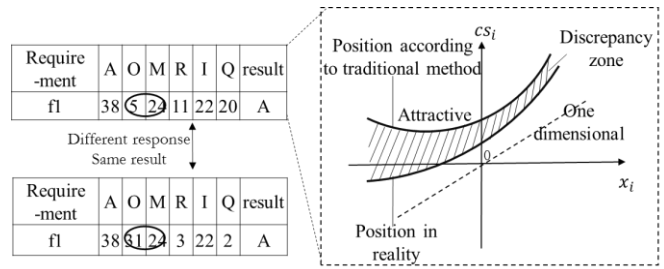 Require
-ment A O M R I Q result
f1 38 5 24 11 22 20 A
Different response
Same result
Require
-ment A O M R I Q result
f1 38 31 24 3 22 2 A
cs_i
Position according
to traditional method
Discrepancy
zone
Attractive
One
dimensional
0
x_i
Position in
reality